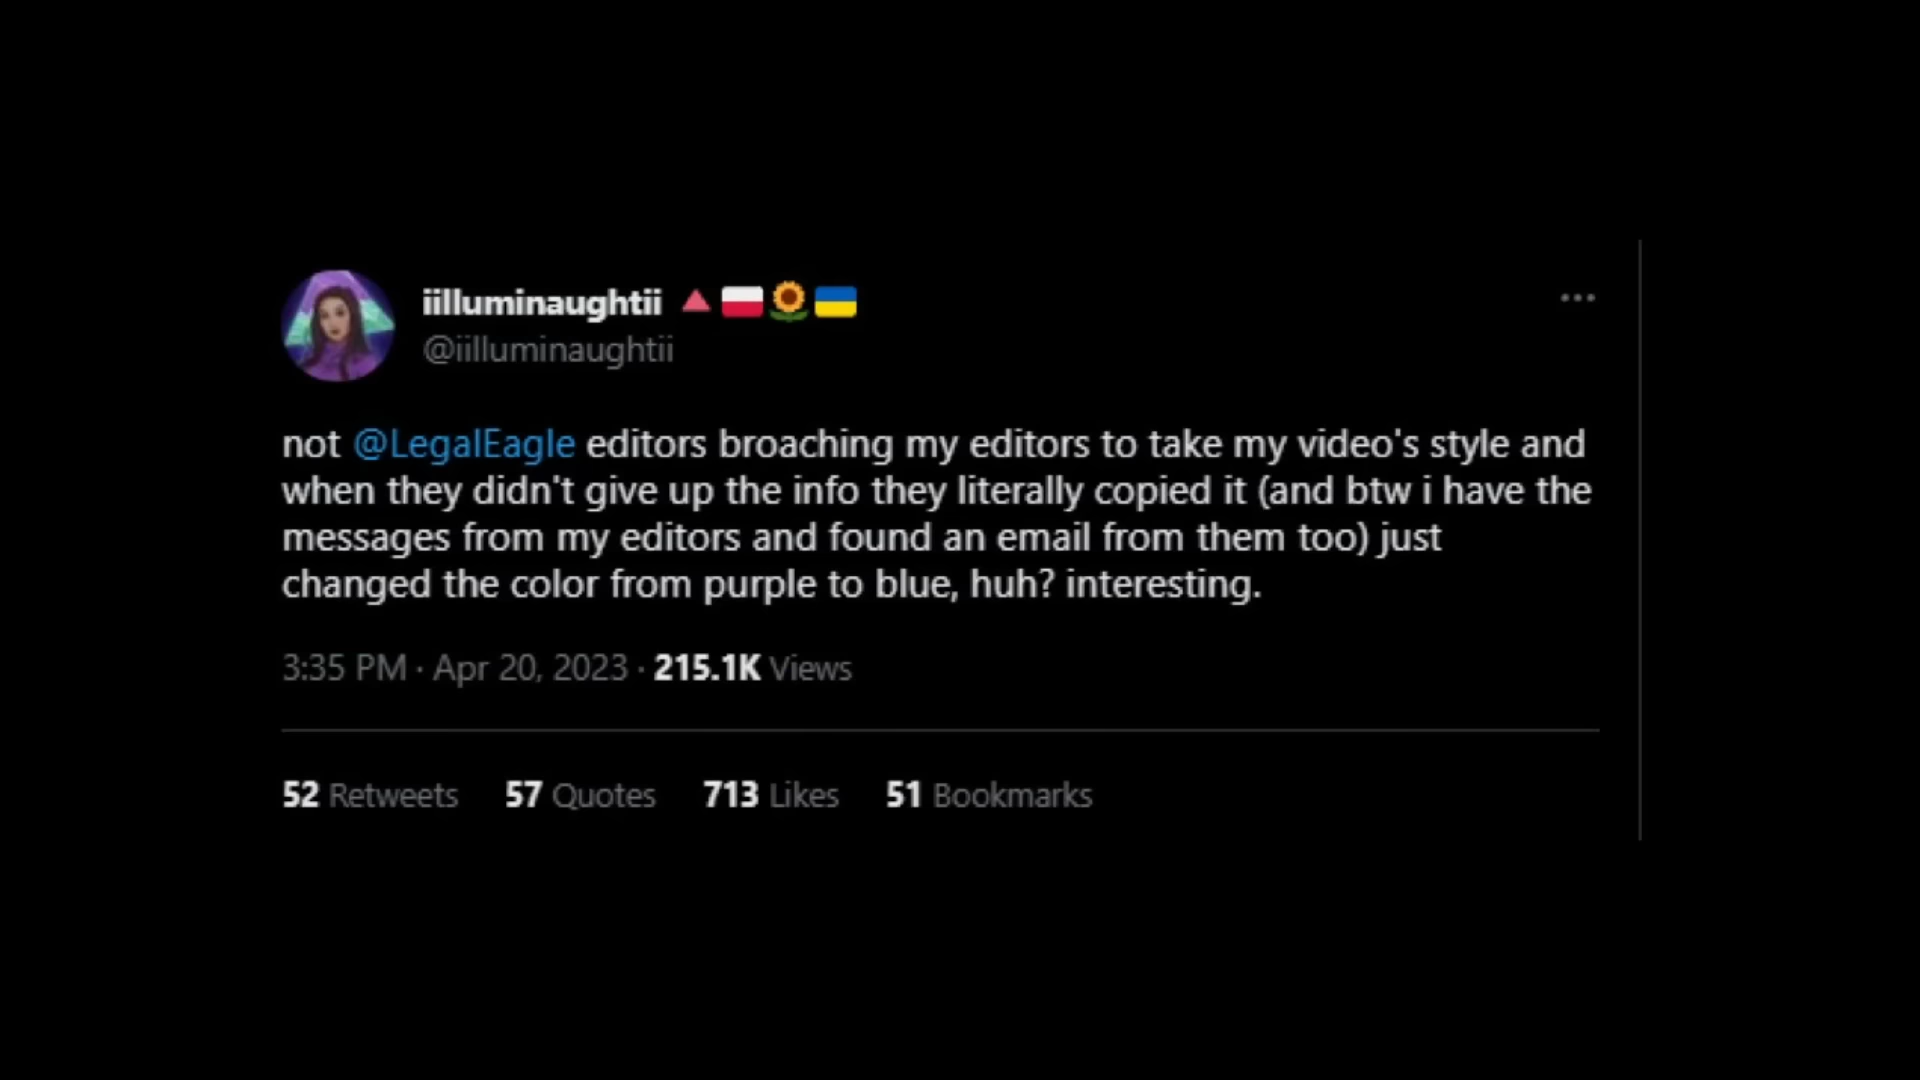 iilluminaughtii 🔺🇵🇱🌻🇺🇦
@iilluminaughtii
not @LegalEagle editors broaching my editors to take my video's style and
when they didn't give up the info they literally copied it (and btw i have the
messages from my editors and found an email from them too) just
changed the color from purple to blue, huh? interesting.
3:35 PM · Apr 20, 2023 · 215.1K Views
52 Retweets 57 Quotes 713 Likes 51 Bookmarks